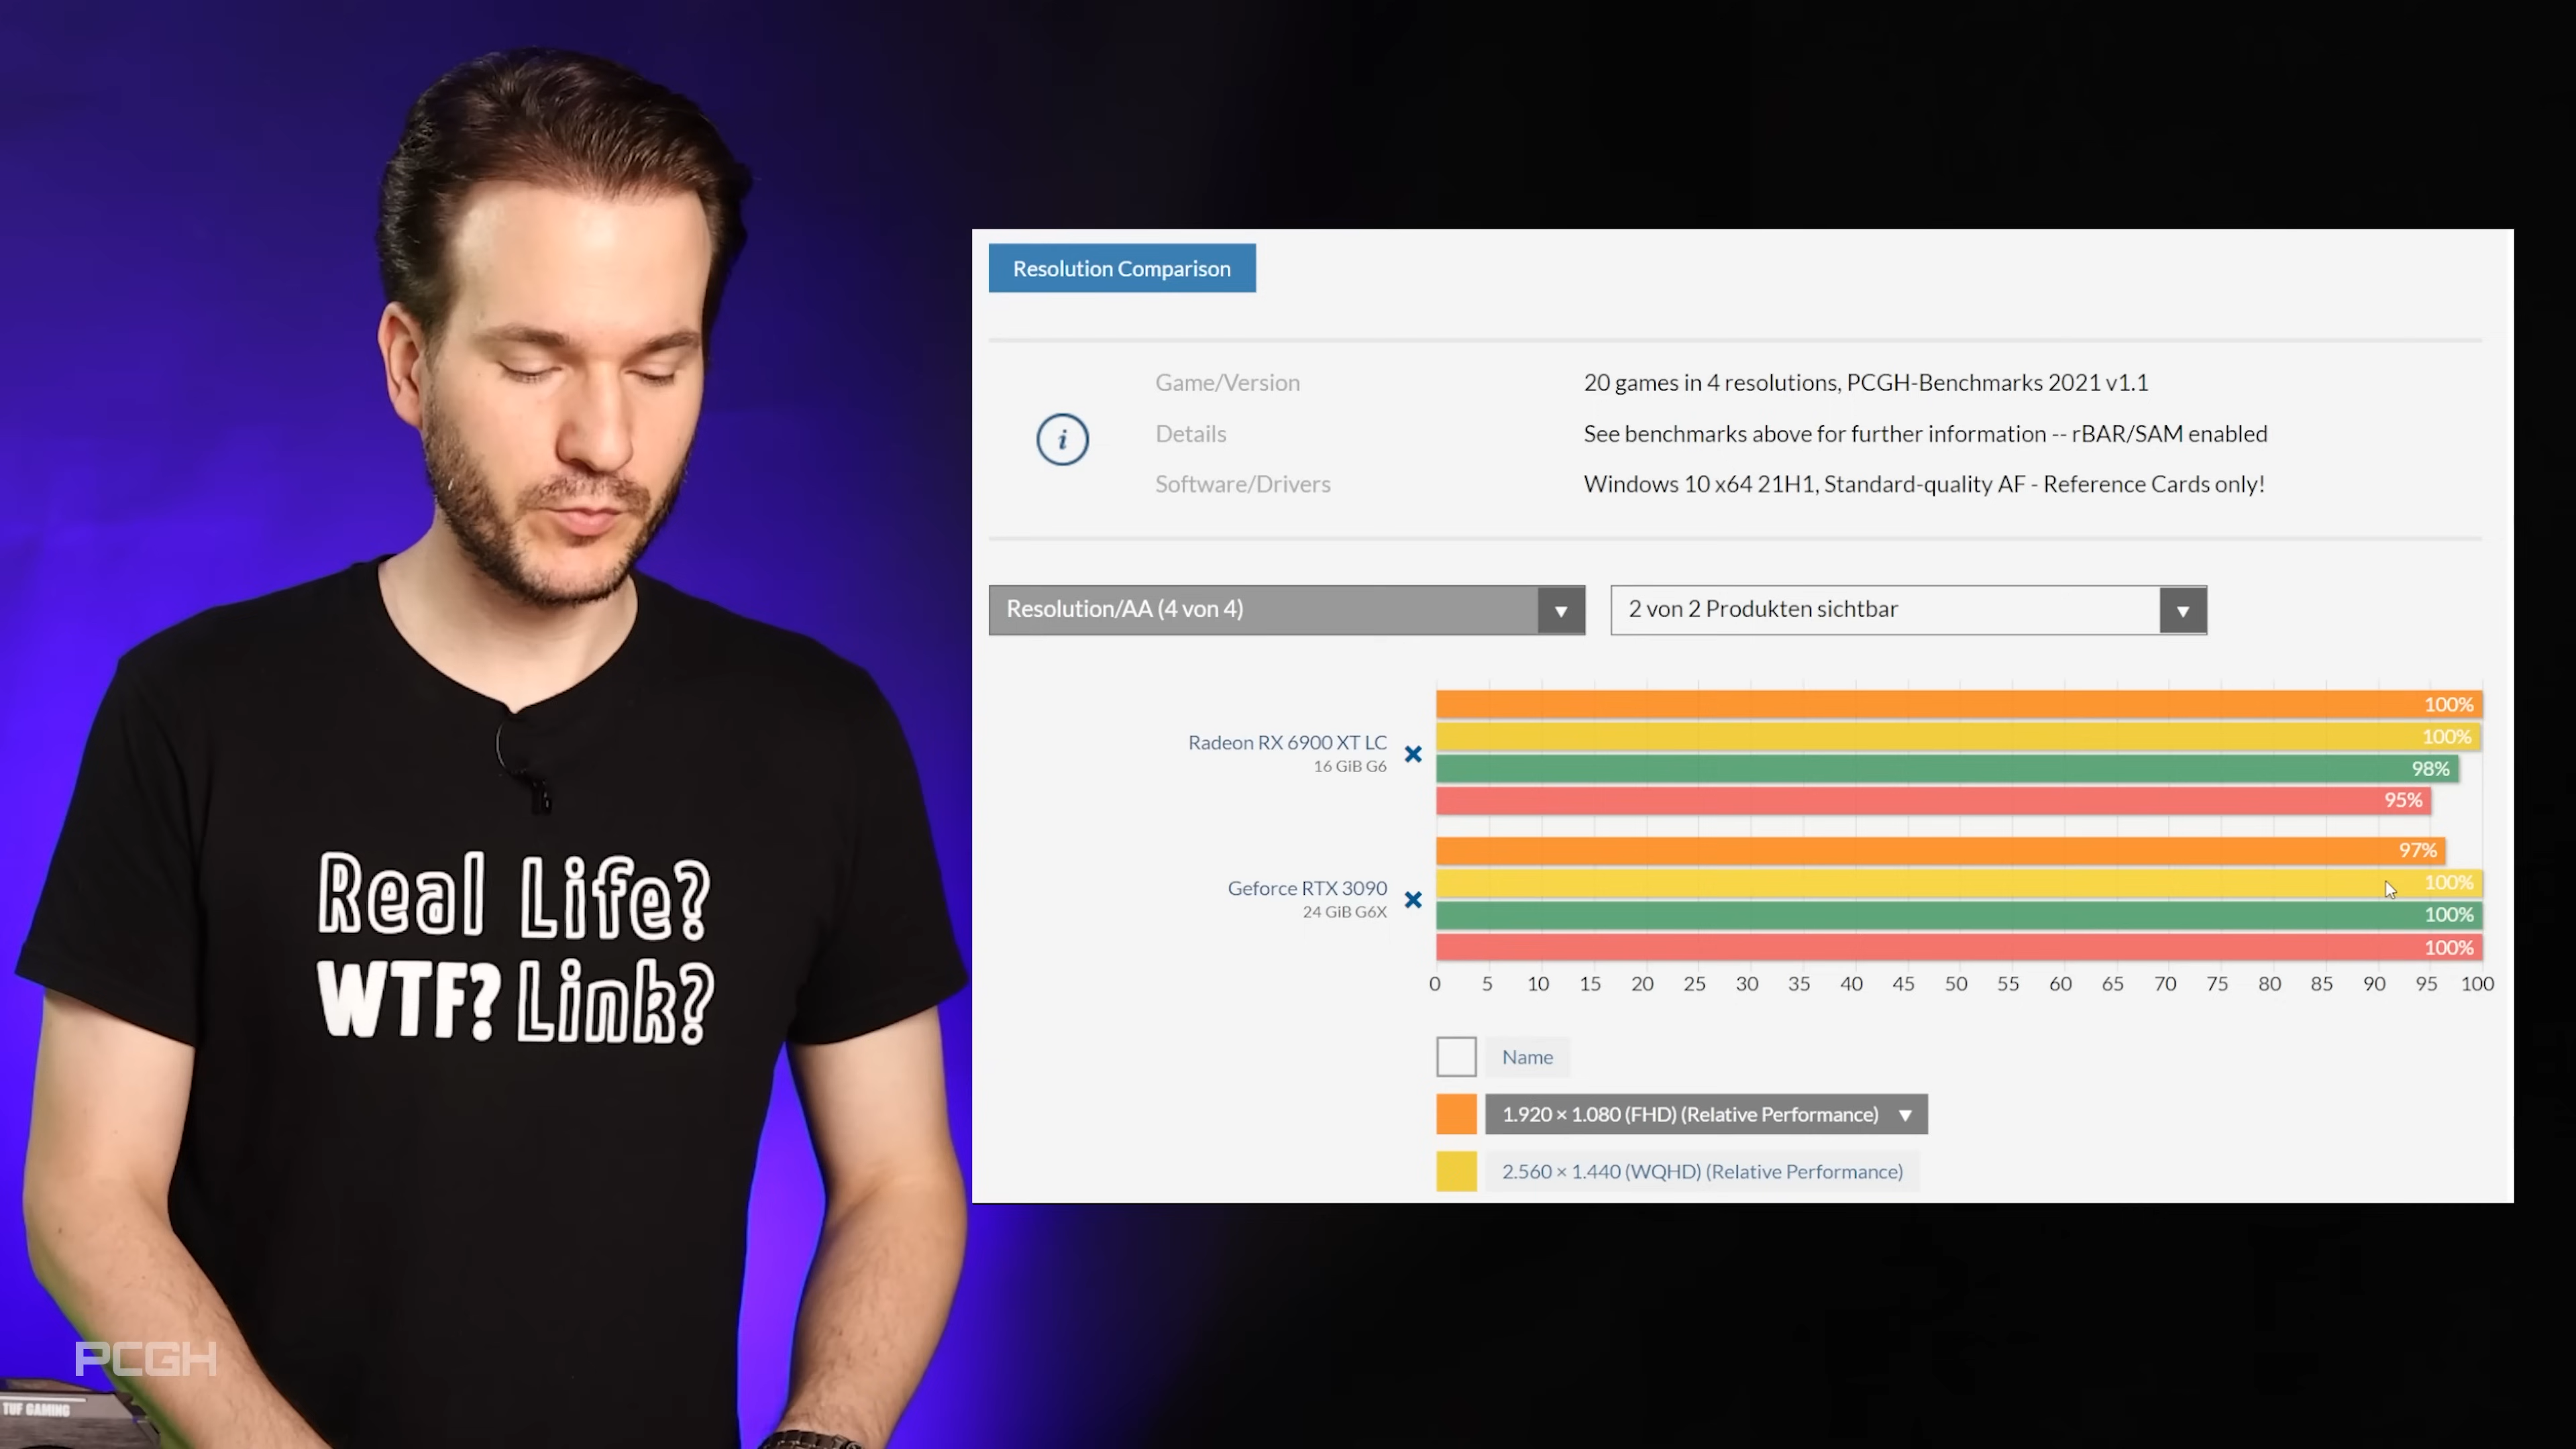 Real Life?
WTF? Link?
PCGH
TUF GAMING
Resolution Comparison
i
Game/Version
20 games in 4 resolutions, PCGH-Benchmarks 2021 v1.1
Details
See benchmarks above for further information -- rBAR/SAM enabled
Software/Drivers
Windows 10 x64 21H1, Standard-quality AF - Reference Cards only!
Resolution/AA (4 von 4)
2 von 2 Produkten sichtbar
Radeon RX 6900 XT LC
16 GiB G6
100%
100%
98%
95%
Geforce RTX 3090
24 GiB G6X
97%
100%
100%
100%
0 5 10 15 20 25 30 35 40 45 50 55 60 65 70 75 80 85 90 95 100
Name
1.920 × 1.080 (FHD) (Relative Performance)
2.560 × 1.440 (WQHD) (Relative Performance)